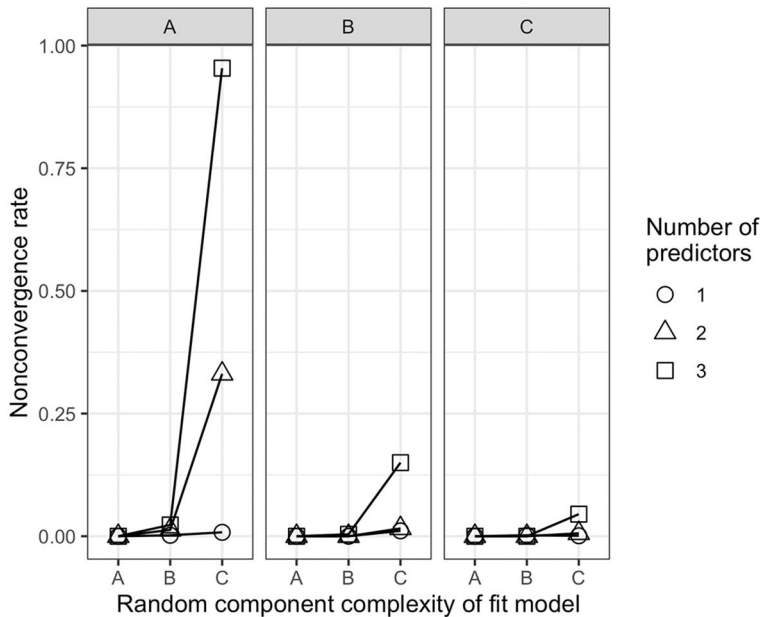 A B C
1.00
0.75
0.50
0.25
0.00
Nonconvergence rate
A B C A B C A B C
Random component complexity of fit model
Number of
predictors
1
2
3